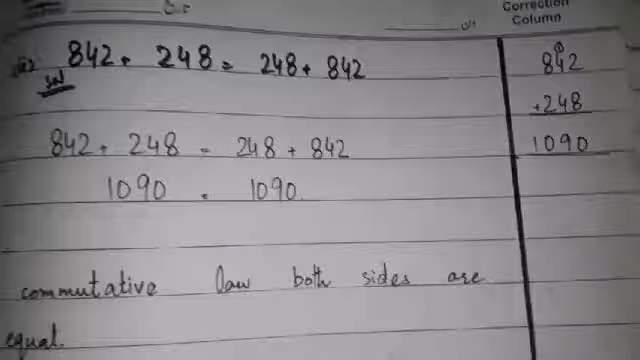 Correction
Column
842 + 248 = 248 + 842
842
+248
1090
842 + 248 = 248 + 842
1090 = 1090
commutative law both sides are
equal.